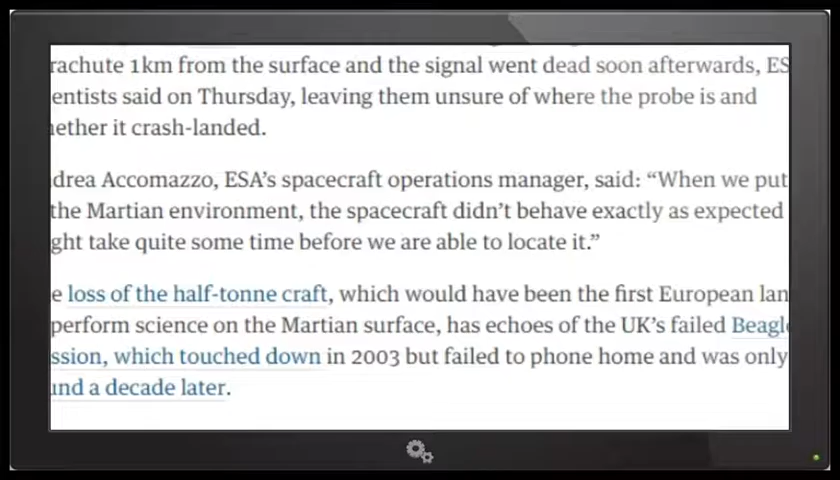 rachute 1km from the surface and the signal went dead soon afterwards, ES
entists said on Thursday, leaving them unsure of where the probe is and
ether it crash-landed.
drea Accomazzo, ESA’s spacecraft operations manager, said: “When we put
the Martian environment, the spacecraft didn’t behave exactly as expected
ght take quite some time before we are able to locate it.”
e loss of the half-tonne craft, which would have been the first European lan
perform science on the Martian surface, has echoes of the UK’s failed Beagl
ssion, which touched down in 2003 but failed to phone home and was only
und a decade later.